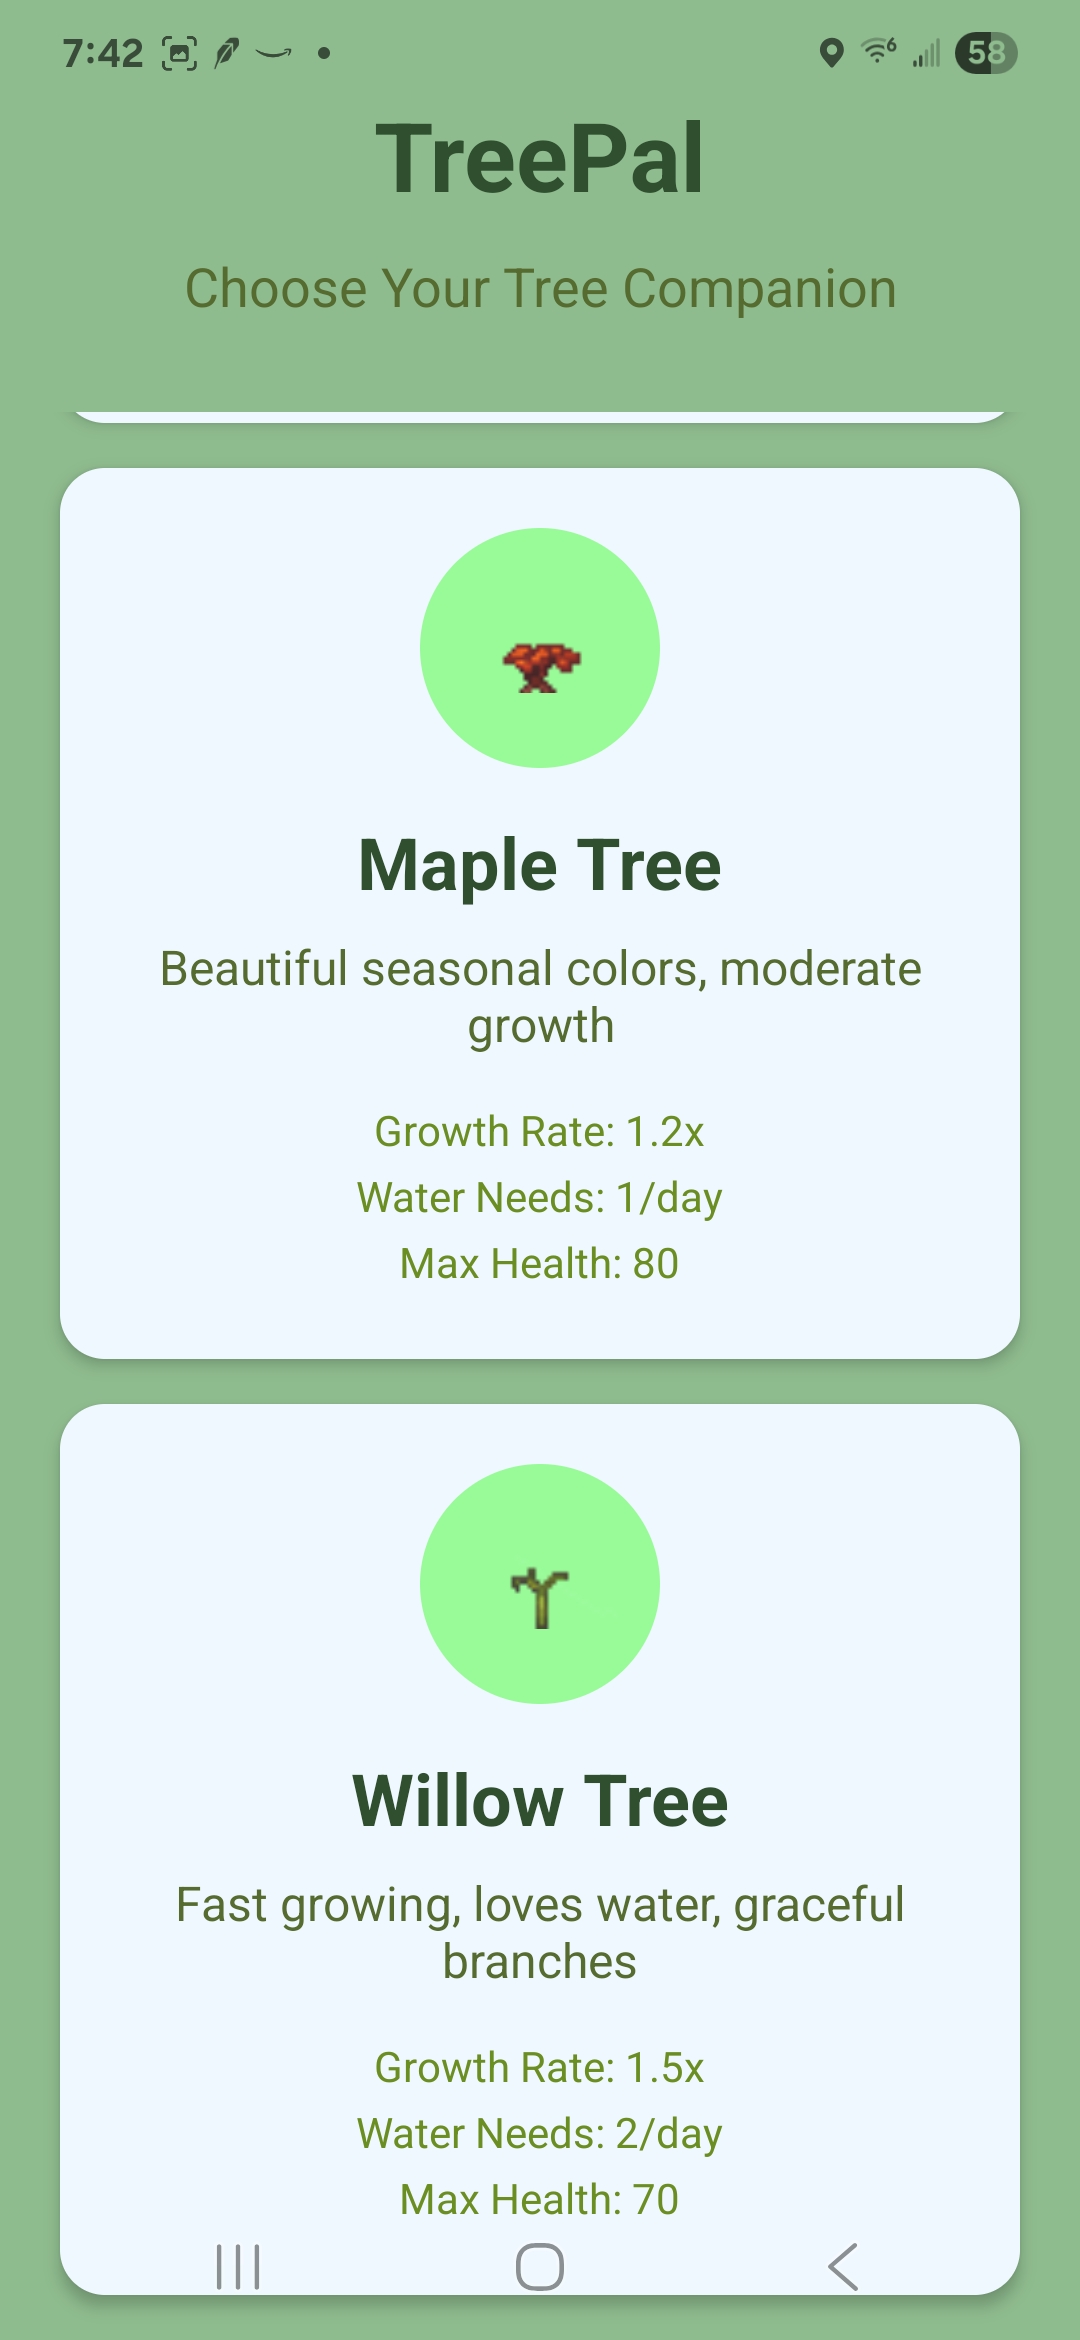 7:42
6
58
TreePal
Choose Your Tree Companion
Maple Tree
Beautiful seasonal colors, moderate
growth
Growth Rate: 1.2x
Water Needs: 1/day
Max Health: 80
Willow Tree
Fast growing, loves water, graceful
branches
Growth Rate: 1.5x
Water Needs: 2/day
Max Health: 70